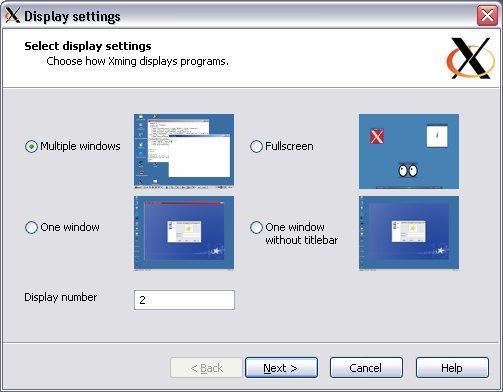 Display settings
Select display settings
Choose how Xming displays programs.
Multiple windows
Fullscreen
One window
One window
without titlebar
Display number
2
< Back
Next >
Cancel
Help